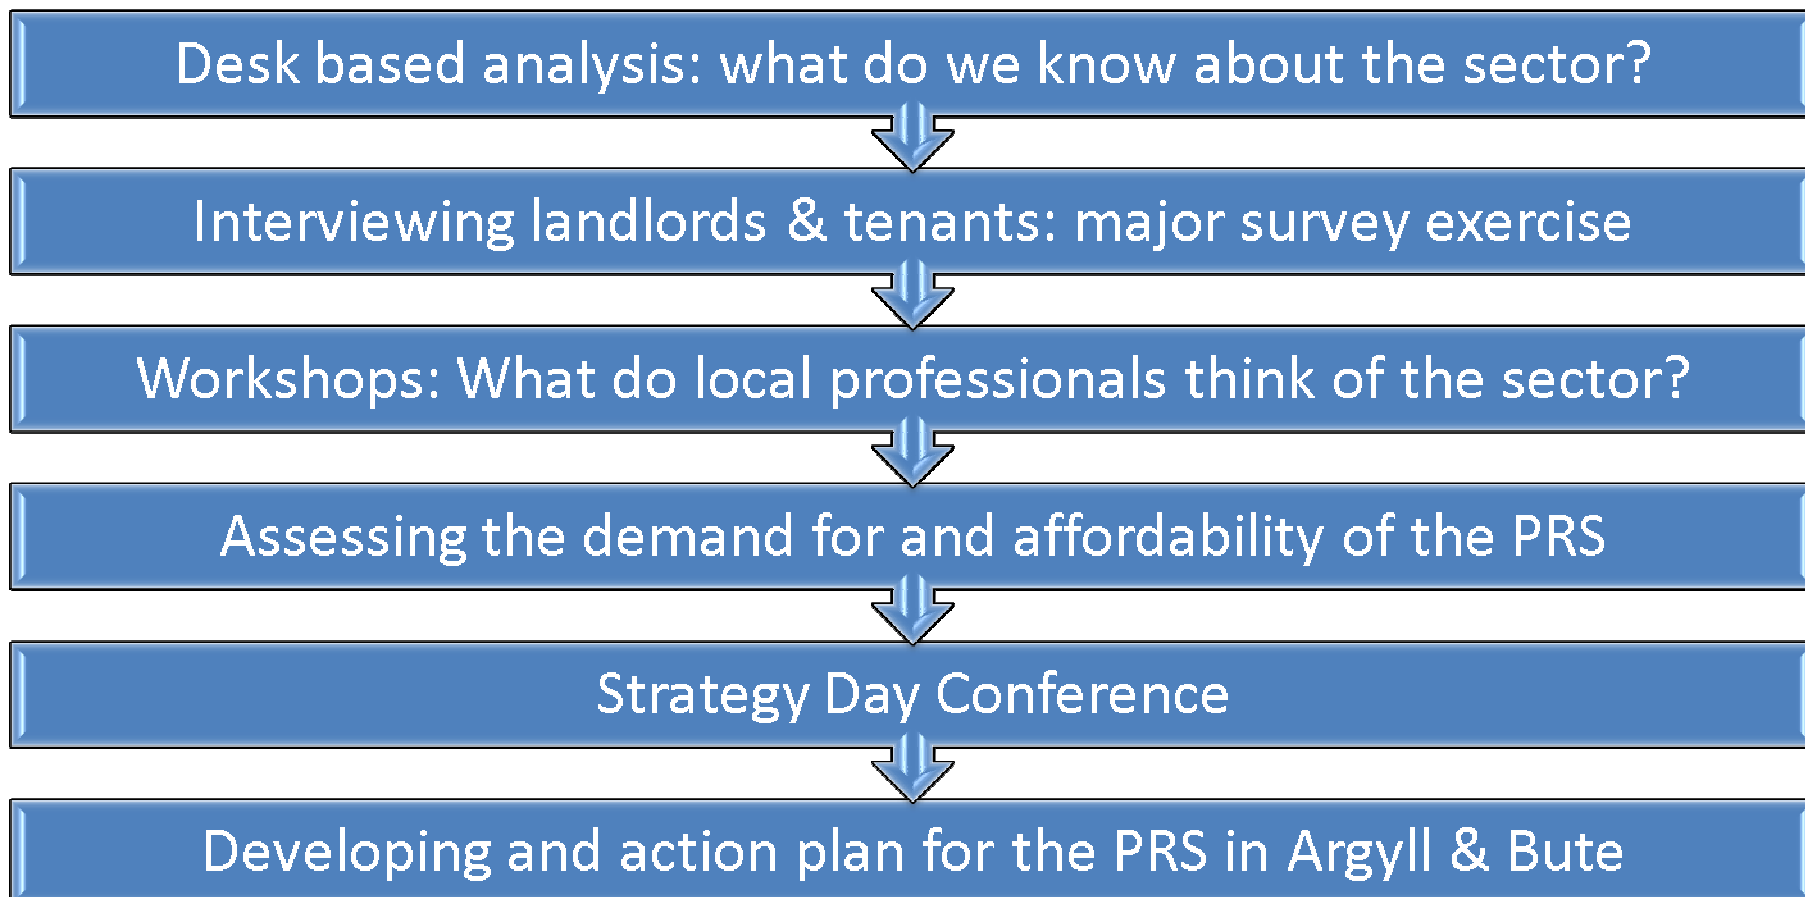 Desk based analysis: what do we know about the sector?
Interviewing landlords & tenants: major survey exercise
Workshops: What do local professionals think of the sector?
Assessing the demand for and affordability of the PRS
Strategy Day Conference
Developing and action plan for the PRS in Argyll & Bute